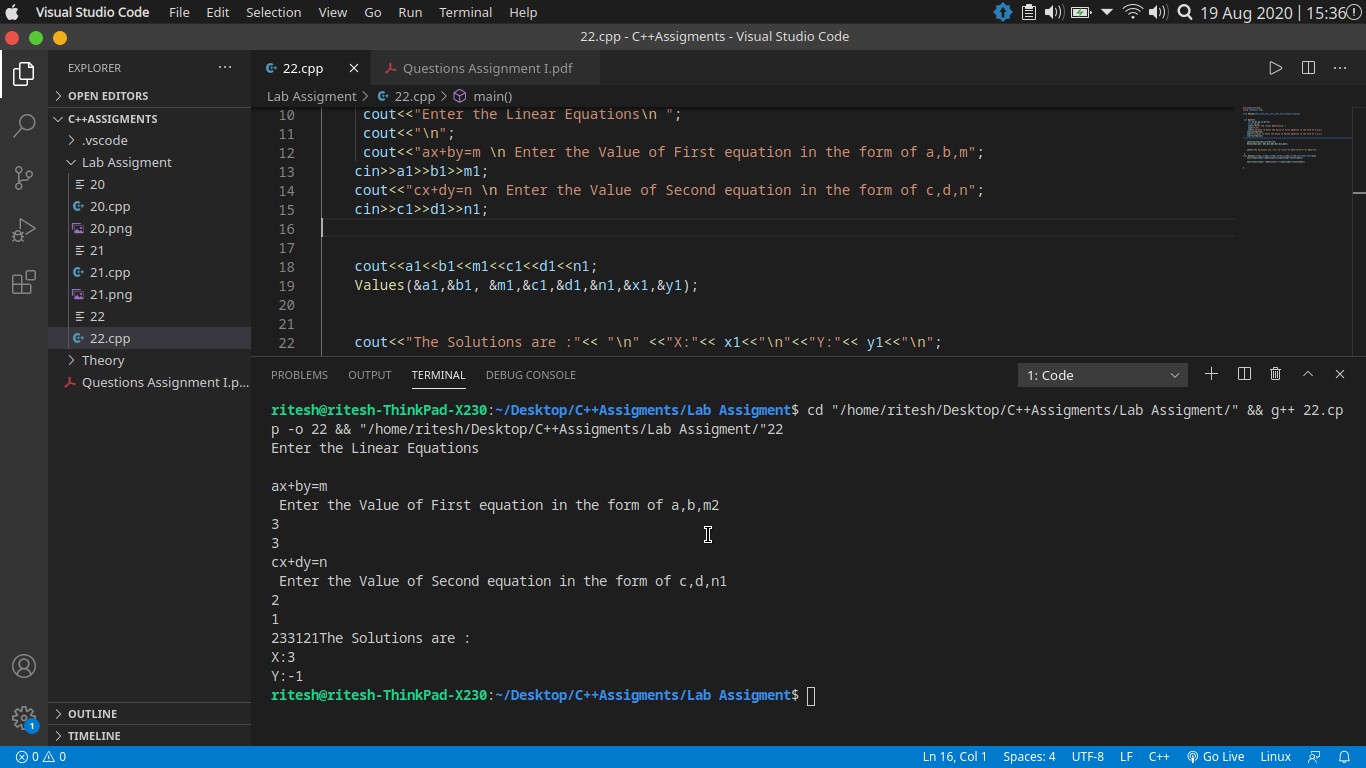 Visual Studio Code File Edit Selection View Go Run Terminal Help 19 Aug 2020 | 15:36
22.cpp - C++Assigments - Visual Studio Code
EXPLORER ···
OPEN EDITORS
C++ASSIGMENTS
.vscode
Lab Assigment
20
20.cpp
20.png
21
21.cpp
21.png
22
22.cpp
Theory
Questions Assignment I.p...
OUTLINE
TIMELINE
22.cpp Questions Assignment I.pdf
Lab Assigment > 22.cpp > main()
10 cout<<"Enter the Linear Equations\n ";
11 cout<<"\n";
12 cout<<"ax+by=m \n Enter the Value of First equation in the form of a,b,m";
13 cin>>a1>>b1>>m1;
14 cout<<"cx+dy=n \n Enter the Value of Second equation in the form of c,d,n";
15 cin>>c1>>d1>>n1;
16
17
18 cout<<a1<<b1<<m1<<c1<<d1<<n1;
19 Values(&a1,&b1, &m1,&c1,&d1,&n1,&x1,&y1);
20
21
22 cout<<"The Solutions are :"<< "\n" <<"X:"<< x1<<"\n"<<"Y:"<< y1<<"\n";
PROBLEMS OUTPUT TERMINAL DEBUG CONSOLE 1: Code
ritesh@ritesh-ThinkPad-X230:~/Desktop/C++Assigments/Lab Assigment$ cd "/home/ritesh/Desktop/C++Assigments/Lab Assigment/" && g++ 22.cp
p -o 22 && "/home/ritesh/Desktop/C++Assigments/Lab Assigment/"22
Enter the Linear Equations
ax+by=m
Enter the Value of First equation in the form of a,b,m2
3
3
cx+dy=n
Enter the Value of Second equation in the form of c,d,n1
2
1
233121The Solutions are :
X:3
Y:-1
ritesh@ritesh-ThinkPad-X230:~/Desktop/C++Assigments/Lab Assigment$
1
0 0 Ln 16, Col 1 Spaces: 4 UTF-8 LF C++ Go Live Linux